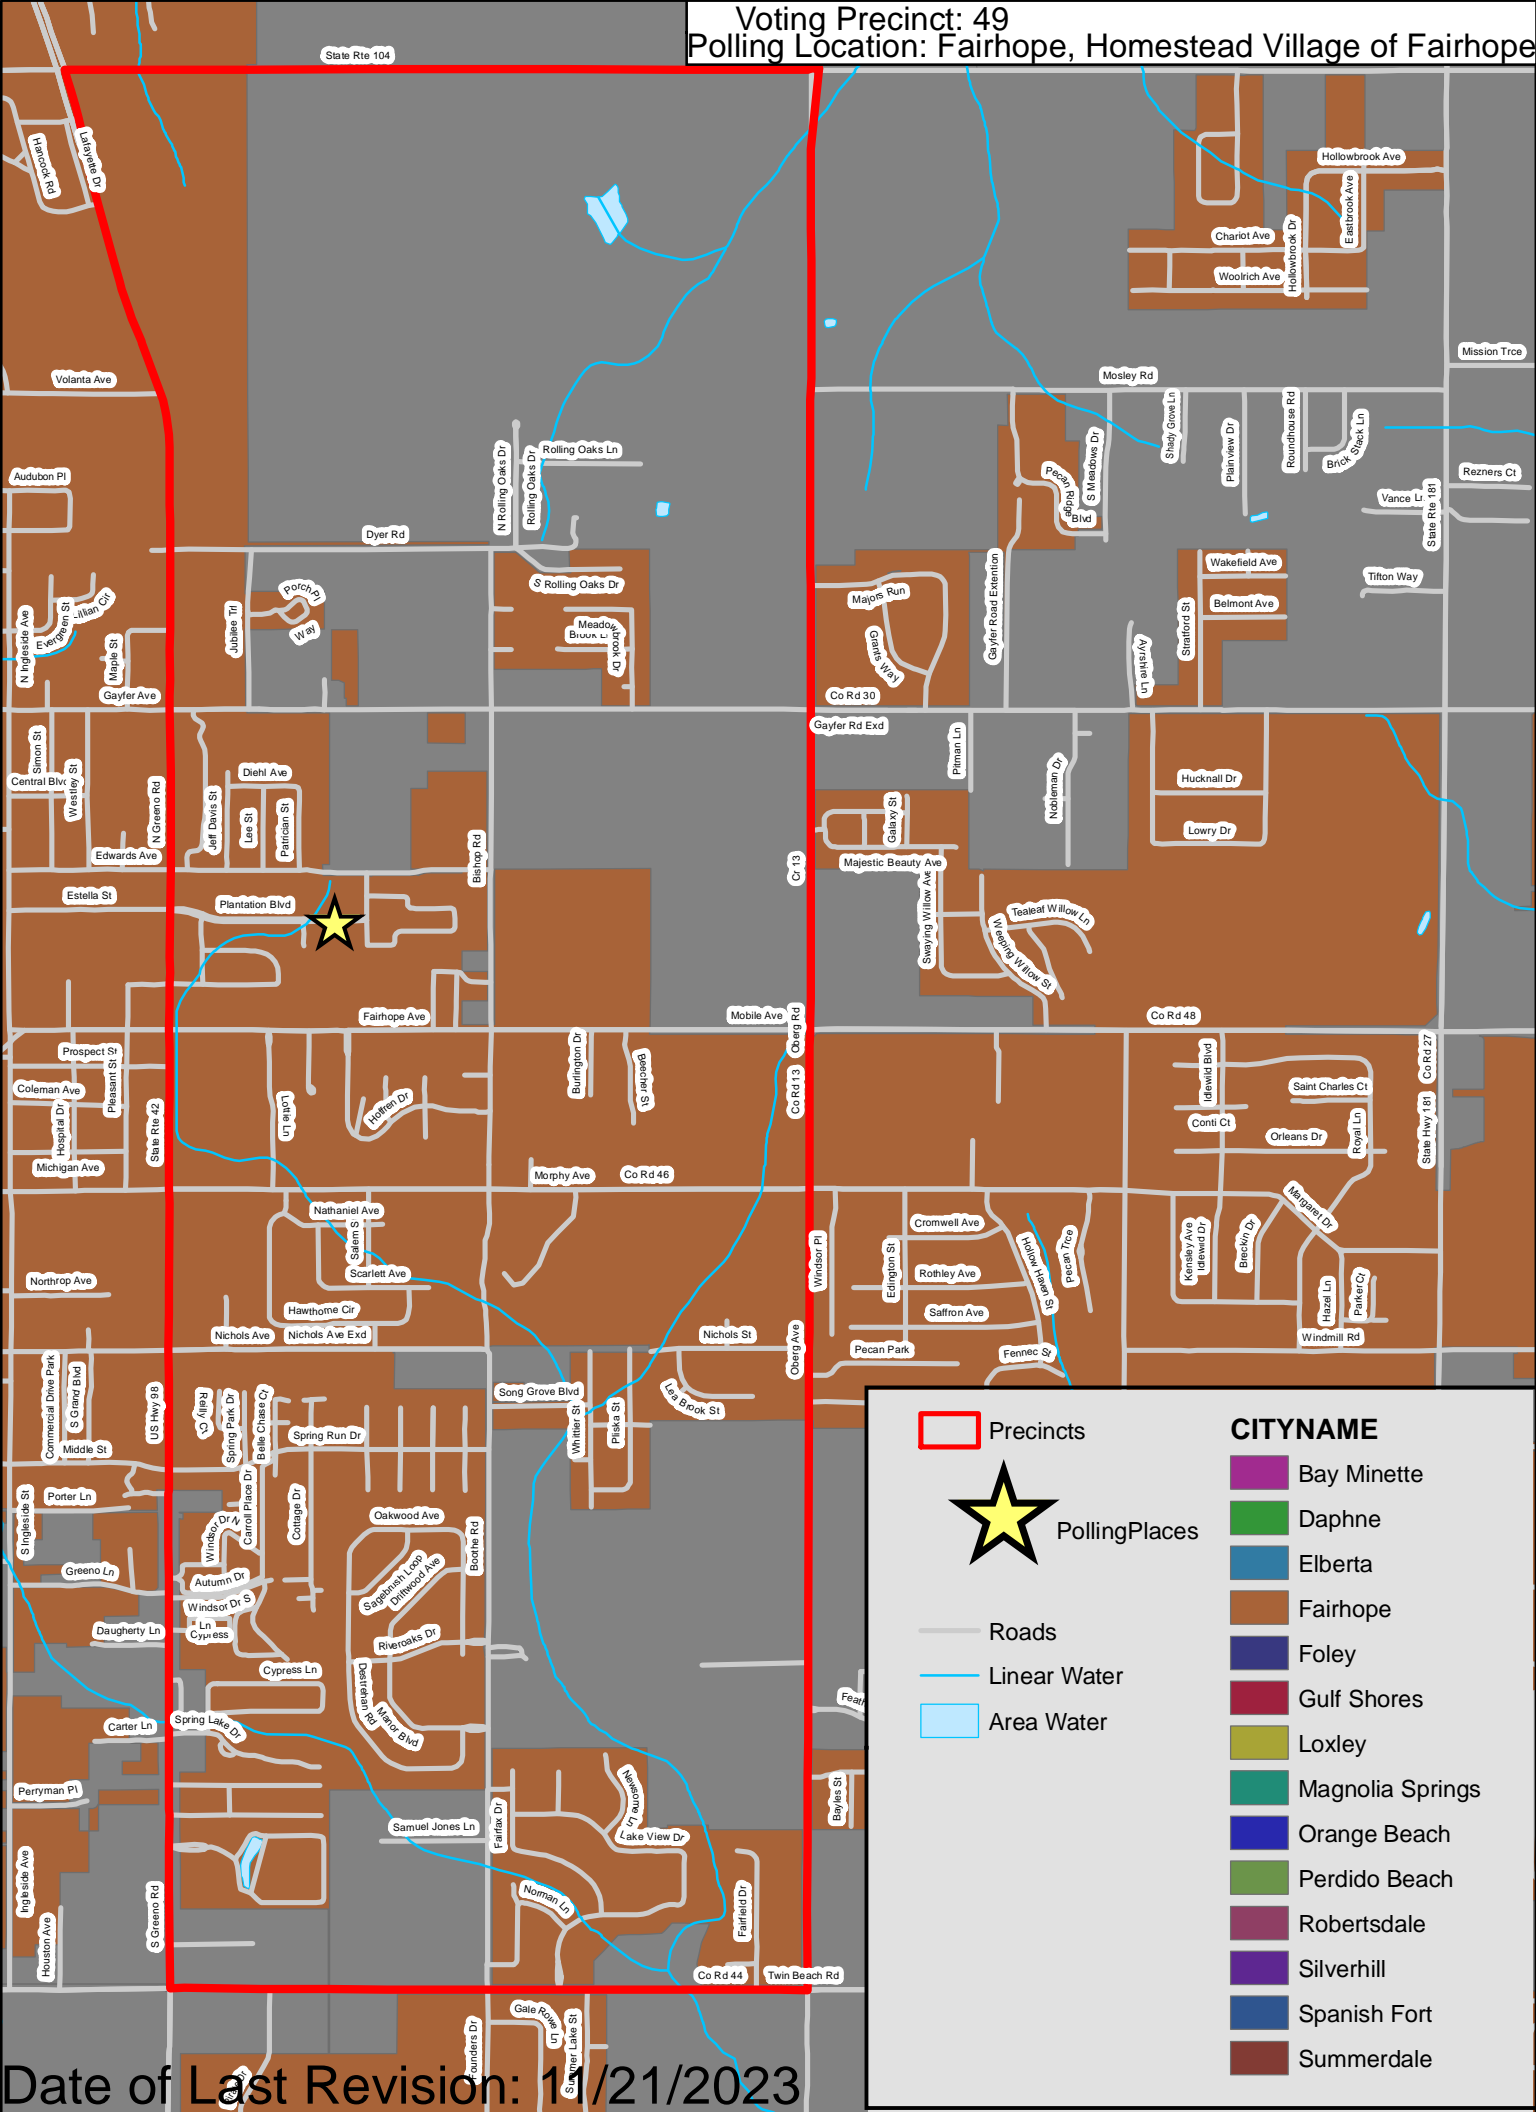 Voting Precinct: 49
Polling Location: Fairhope, Homestead Village of Fairhope
State Rte 104
Hancock Rd
Lafayette Dr
Hollowbrook Ave
Eastbrook Ave
Chariot Ave
Hollowbrook Dr
Woolrich Ave
Mission Trce
Volanta Ave
Mosley Rd
Shady Grove Ln
Plainview Dr
Roundhouse Rd
Brick Stack Ln
Audubon Pl
N Rolling Oaks Dr
Rolling Oaks Dr
Rolling Oaks Ln
Pecan Ridge Blvd
S Meadows Dr
Rezners Ct
Vance Ln
State Rte 181
Dyer Rd
S Rolling Oaks Dr
Porch Pl
Way
Jubilee Trl
Meadowbrook Dr
Brook L
Majors Run
Grants Way
Gayfer Road Extention
Wakefield Ave
Belmont Ave
Stratford St
Tifton Way
Ayrshire Ln
N Ingleside Ave
Evergreen St
illian Cir
Maple St
Gayfer Ave
Co Rd 30
Gayfer Rd Exd
Simon St
Central Blvd
Westley St
N Greno Rd
Diehl Ave
Jeff Davis St
Lee St
Patrician St
Bishop Rd
Pitman Ln
Nobleman Dr
Hucknall Dr
Lowry Dr
Edwards Ave
Cr 13
Galaxy St
Majestic Beauty Ave
Estella St
Plantation Blvd
Swaying Willow Ave
Tealeaf Willow Ln
Weeping Willow St
Fairhope Ave
Mobile Ave
Oberg Rd
Co Rd 48
Prospect St
Pleasant St
Coleman Ave
Hospital Dr
State Rte 42
Michigan Ave
Lottie Ln
Hoffren Dr
Burlington Dr
Beecher St
Co Rd 13
Idlewild Blvd
Saint Charles Ct
Conti Ct
Orleans Dr
Royal Ln
Co Rd 27
State Hwy 181
Morphy Ave
Co Rd 46
Nathaniel Ave
Salem S
Scarlett Ave
Northrop Ave
Hawthorne Cir
Nichols Ave
Nichols Ave Exd
Nichols St
Oberg Ave
Windsor Pl
Cromwell Ave
Edington St
Rothley Ave
Saffron Ave
Hollow Haven St
Pecan Trce
Pecan Park
Fennec St
Kensley Ave
Idlewild Dr
Breckin Dr
Margaret Dr
Hazel Ln
Parker Ct
Windmill Rd
Commercial Drive Park
S Grand Blvd
Middle St
US Hwy 98
Reilly Ct
Spring Park Dr
Belle Chase Ct
Spring Run Dr
Song Grove Blvd
Whittier St
Pliska St
Lea Brook St
Porter Ln
S Ingleside St
Windsor Dr N
Carroll Place Dr
Cottage Dr
Oakwood Ave
Boothe Rd
Sagebrush Loop
Driftwood Ave
Greeno Ln
Autumn Dr
Windsor Dr S
Ln
Cypress
Daugherty Ln
Riveroaks Dr
Cypress Ln
Destrehan Rd
Manor Blvd
Carter Ln
Spring Lake Dr
Feath
Perryman Pl
Samuel Jones Ln
Fairfax Dr
Newsome Ln
Lake View Dr
Bayles St
Ingleside Ave
Houston Ave
S Greeno Rd
Norman Ln
Fairfield Dr
Co Rd 44
Twin Beach Rd
Founders Dr
Gale Rowe Ln
Summer Lake St
Date of Last Revision: 11/21/2023
Precincts
PollingPlaces
Roads
Linear Water
Area Water
CITYNAME
Bay Minette
Daphne
Elberta
Fairhope
Foley
Gulf Shores
Loxley
Magnolia Springs
Orange Beach
Perdido Beach
Robertsdale
Silverhill
Spanish Fort
Summerdale